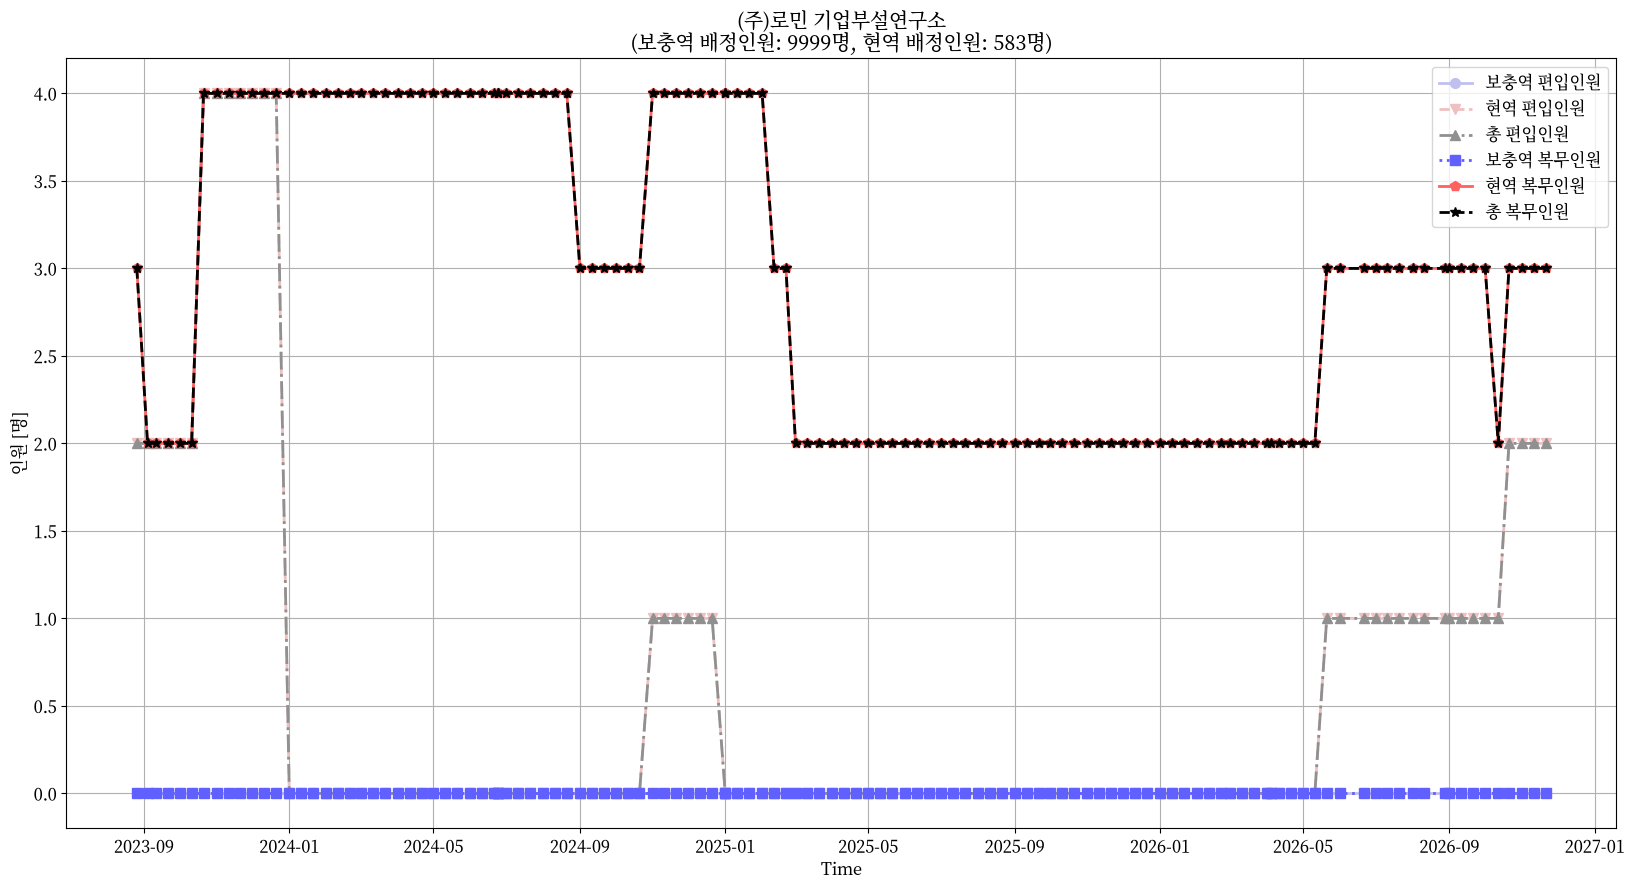 (주)로민 기업부설연구소
(보충역 배정인원: 9999명, 현역 배정인원: 583명)
보충역 편입인원
현역 편입인원
총 편입인원
보충역 복무인원
현역 복무인원
총 복무인원
인원 [명]
4.0
3.5
3.0
2.5
2.0
1.5
1.0
0.5
0.0
2023-09
2024-01
2024-05
2024-09
2025-01
2025-05
2025-09
2026-01
2026-05
2026-09
2027-01
Time